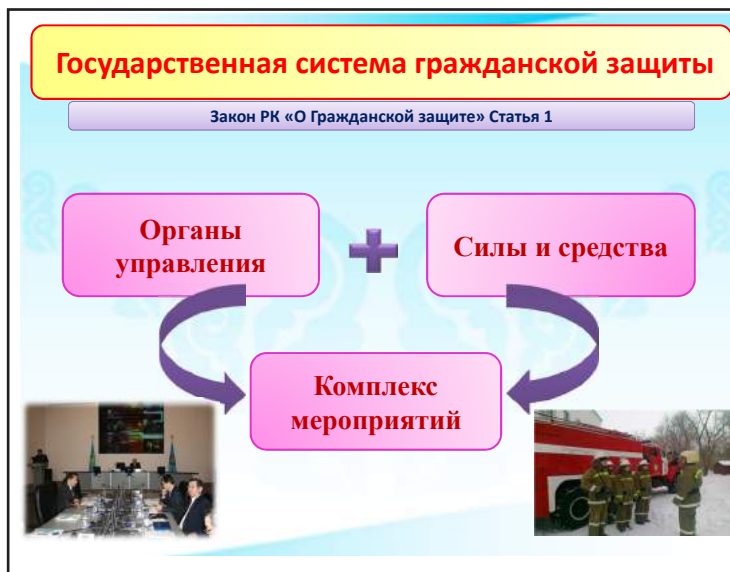 Государственная система гражданской защиты
Закон РК «О Гражданской защите» Статья 1
Органы
управления
Силы и средства
Комплекс
мероприятий